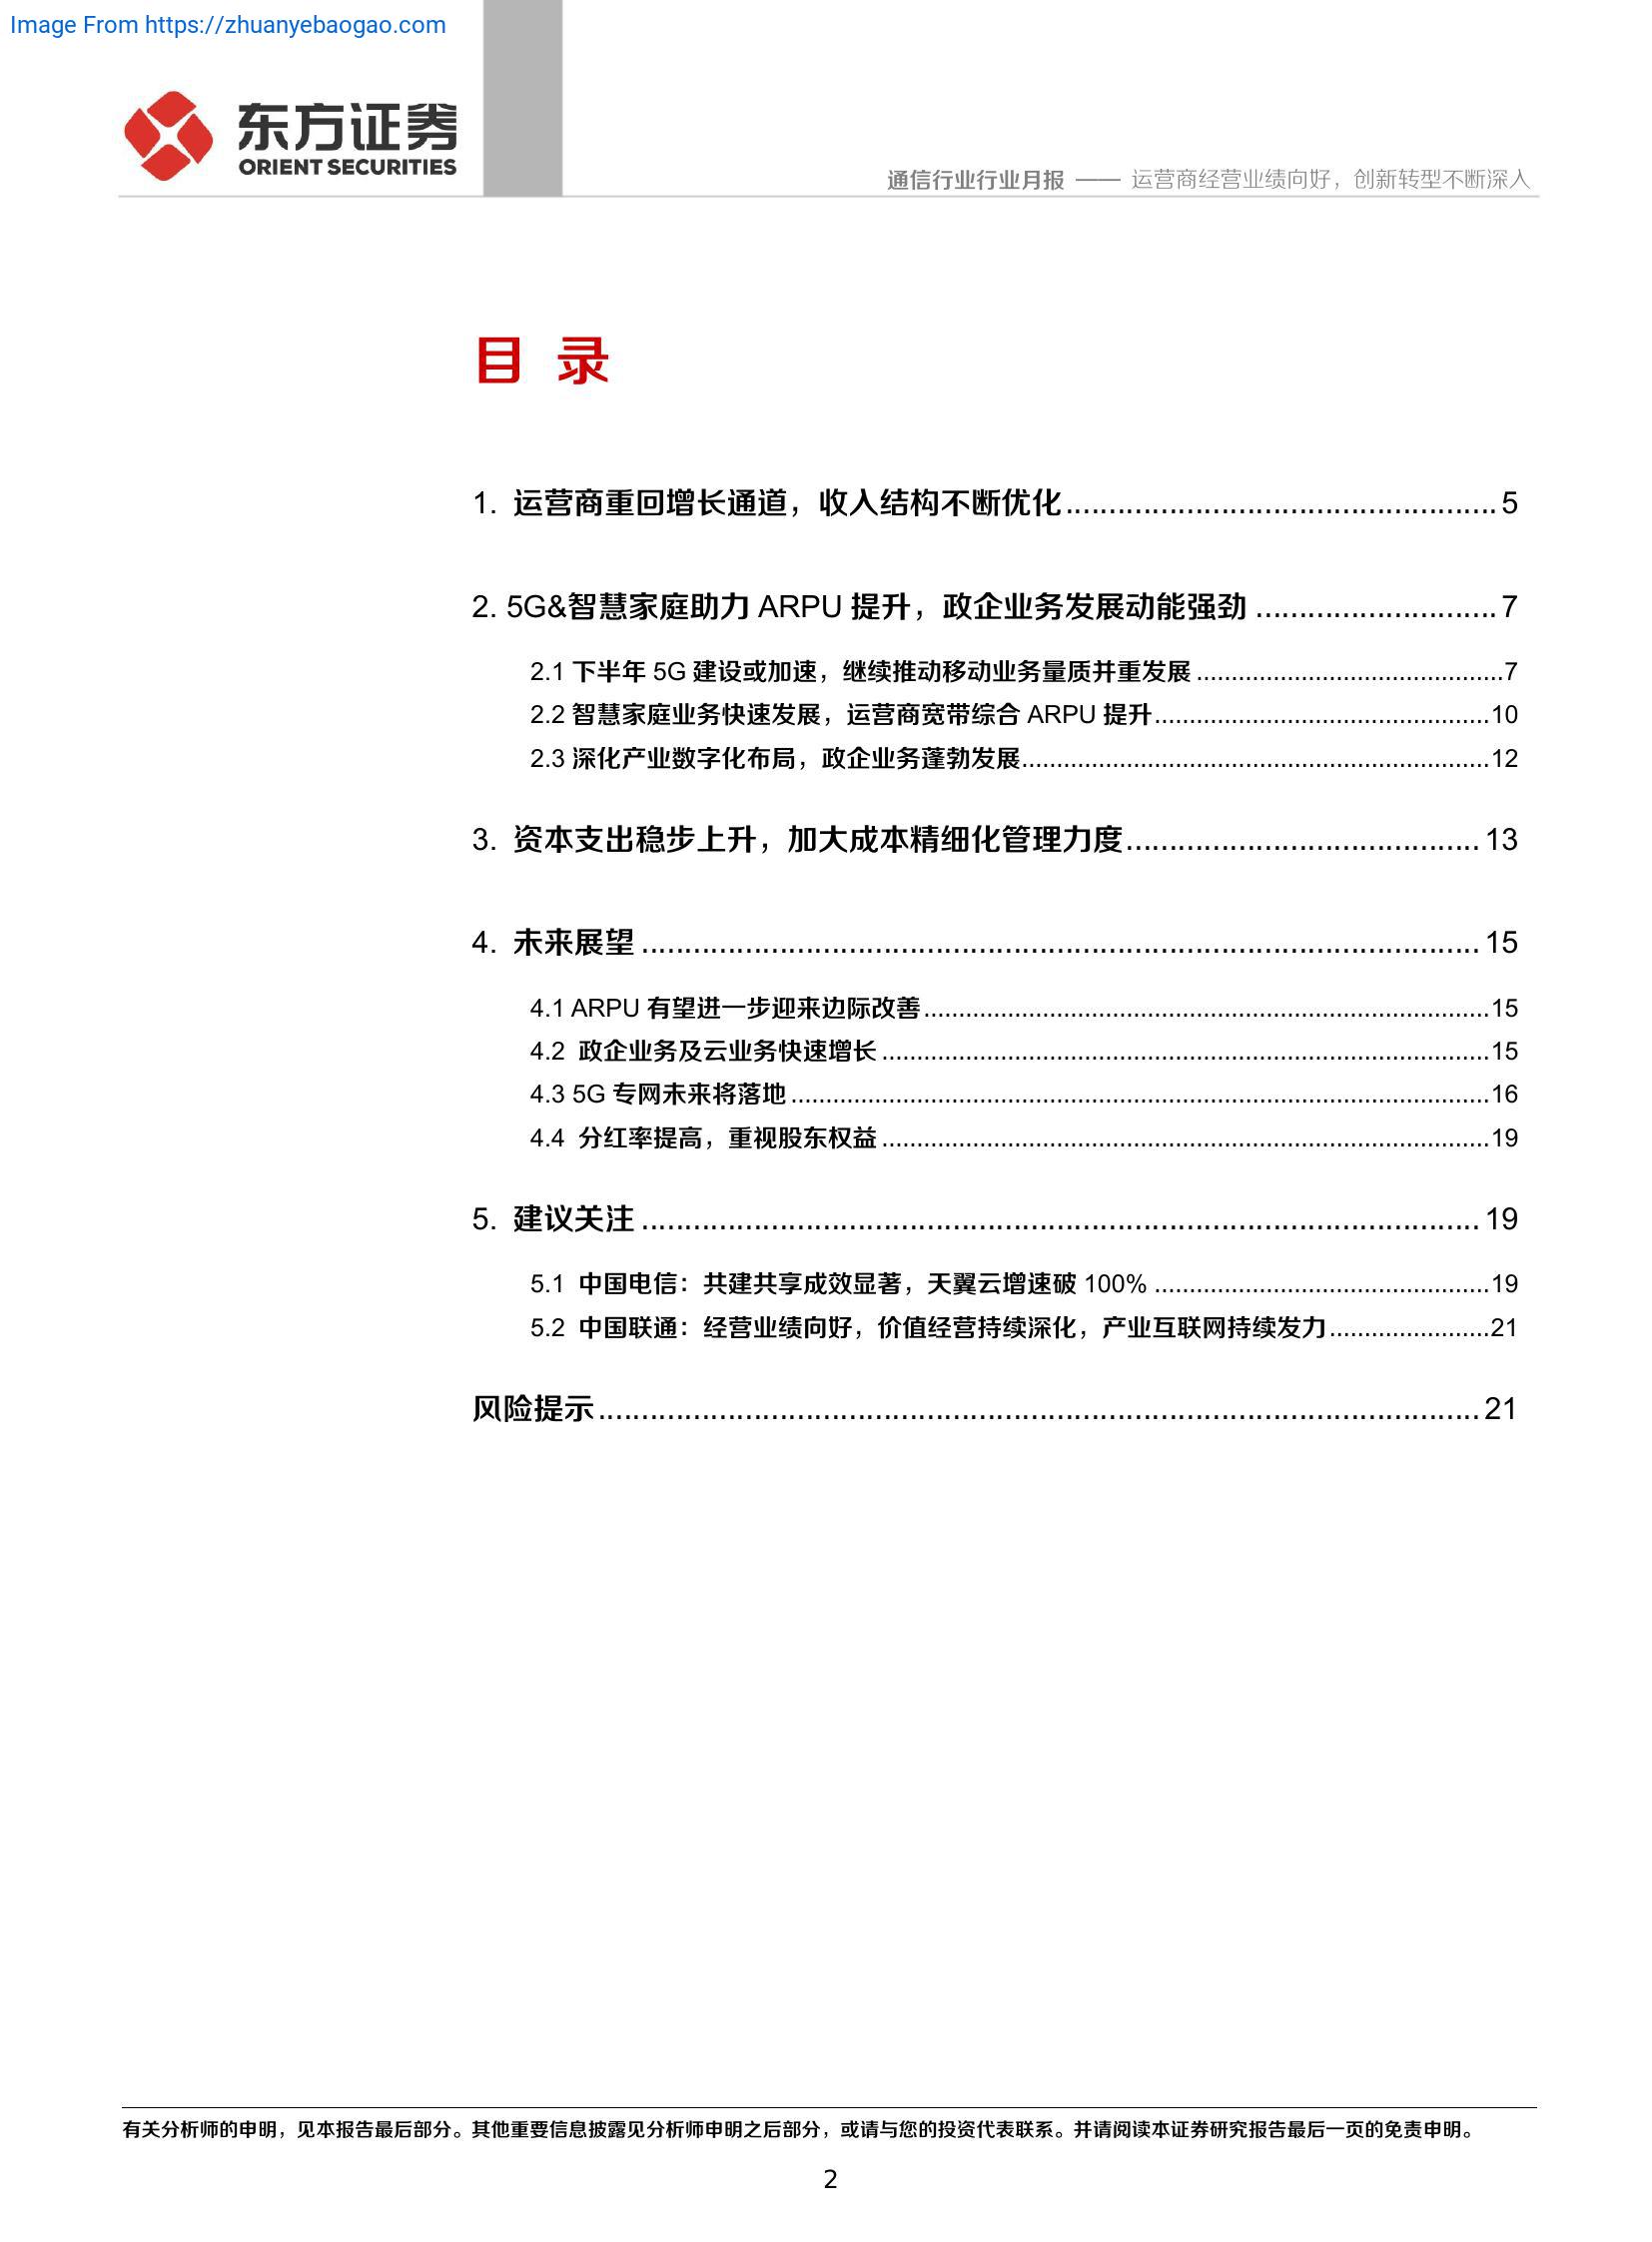 Image From https://zhuanyebaogao.com
东方证券
ORIENT SECURITIES
通信行业行业月报 —— 运营商经营业绩向好，创新转型不断深入
目 录
1. 运营商重回增长通道，收入结构不断优化.................................................. 5
2. 5G&智慧家庭助力 ARPU 提升，政企业务发展动能强劲 ............................ 7
2.1 下半年 5G 建设或加速，继续推动移动业务量质并重发展 ............................................7
2.2 智慧家庭业务快速发展，运营商宽带综合 ARPU 提升................................................10
2.3 深化产业数字化布局，政企业务蓬勃发展...................................................................12
3. 资本支出稳步上升，加大成本精细化管理力度......................................... 13
4. 未来展望 ................................................................................................. 15
4.1 ARPU 有望进一步迎来边际改善.................................................................................15
4.2 政企业务及云业务快速增长 .......................................................................................15
4.3 5G 专网未来将落地 ....................................................................................................16
4.4 分红率提高，重视股东权益 .......................................................................................19
5. 建议关注 ................................................................................................. 19
5.1 中国电信：共建共享成效显著，天翼云增速破 100% ................................................19
5.2 中国联通：经营业绩向好，价值经营持续深化，产业互联网持续发力.......................21
风险提示...................................................................................................... 21
有关分析师的申明，见本报告最后部分。其他重要信息披露见分析师申明之后部分，或请与您的投资代表联系。并请阅读本证券研究报告最后一页的免责申明。
2